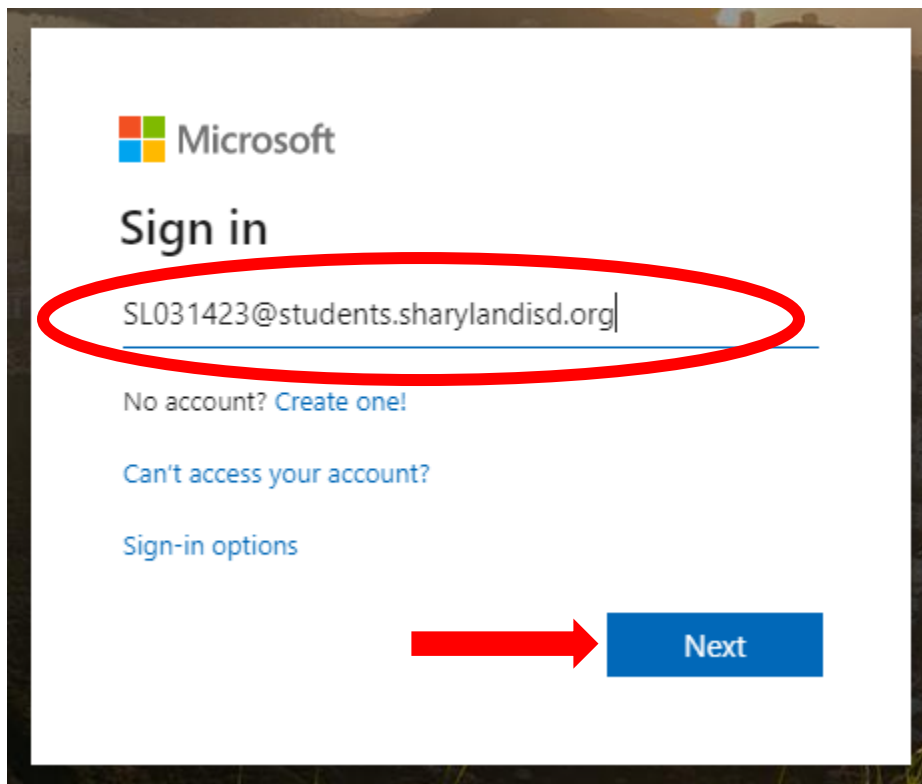 Microsoft
Sign in
SL031423@students.sharylandisd.org
No account? Create one!
Can't access your account?
Sign-in options
Next